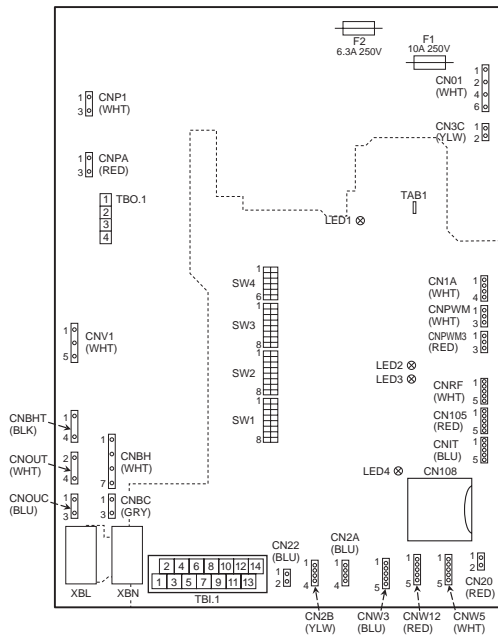 F2
6.3A 250V
F1
10A 250V
1
2
4
6
CN01
(WHT)
1
2
CN3C
(YLW)
1
3
CNP1
(WHT)
1
3
CNPA
(RED)
1
2
3
4
TBO.1
TAB1
LED1
1
6
SW4
1
8
SW3
1
8
SW2
1
8
SW1
1
4
CN1A
(WHT)
1
3
CNPWM
(WHT)
1
3
CNPWM3
(RED)
1
5
CNV1
(WHT)
LED2
LED3
1
5
CNRF
(WHT)
1
5
CN105
(RED)
1
5
CNIT
(BLU)
CNBHT
(BLK)
1
4
CNOUT
(WHT)
2
4
CNOUC
(BLU)
1
3
1
7
CNBH
(WHT)
1
3
CNBC
(GRY)
LED4
CN108
XBL
XBN
2 4 6 8 10 12 14
1 3 5 7 9 11 13
TBI.1
CN22
(BLU)
1
2
CN2A
(BLU)
1
4
1
4
CN2B
(YLW)
1
5
CNW3
(BLU)
1
5
CNW12
(RED)
1
5
CNW5
(WHT)
1
2
CN20
(RED)